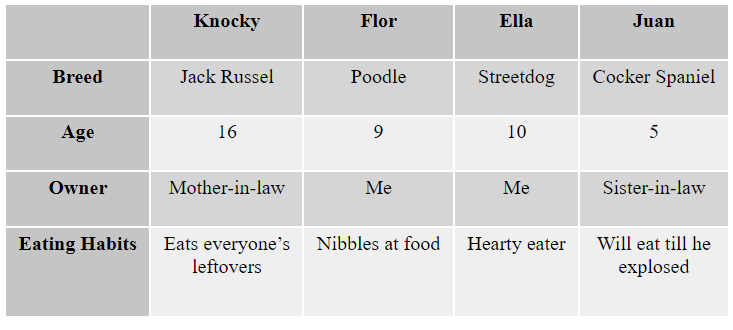 Knocky Flor Ella Juan
Breed Jack Russel Poodle Streetdog Cocker Spaniel
Age 16 9 10 5
Owner Mother-in-law Me Me Sister-in-law
Eating Habits Eats everyone’s Nibbles at food Hearty eater Will eat till he
leftovers explosed